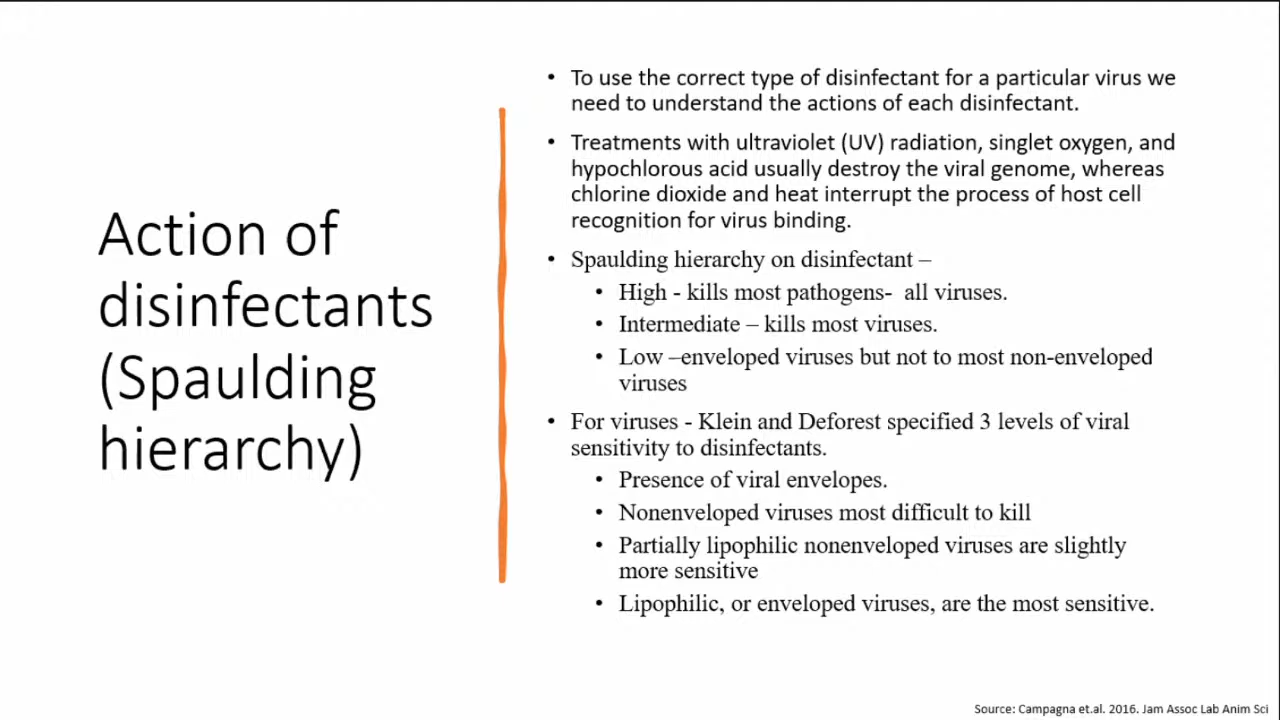 Action of
disinfectants
(Spaulding
hierarchy)
• To use the correct type of disinfectant for a particular virus we
need to understand the actions of each disinfectant.
• Treatments with ultraviolet (UV) radiation, singlet oxygen, and
hypochlorous acid usually destroy the viral genome, whereas
chlorine dioxide and heat interrupt the process of host cell
recognition for virus binding.
• Spaulding hierarchy on disinfectant –
• High - kills most pathogens-  all viruses.
• Intermediate – kills most viruses.
• Low –enveloped viruses but not to most non-enveloped
viruses
• For viruses - Klein and Deforest specified 3 levels of viral
sensitivity to disinfectants.
• Presence of viral envelopes.
• Nonenveloped viruses most difficult to kill
• Partially lipophilic nonenveloped viruses are slightly
more sensitive
• Lipophilic, or enveloped viruses, are the most sensitive.
Source: Campagna et.al. 2016. Jam Assoc Lab Anim Sci